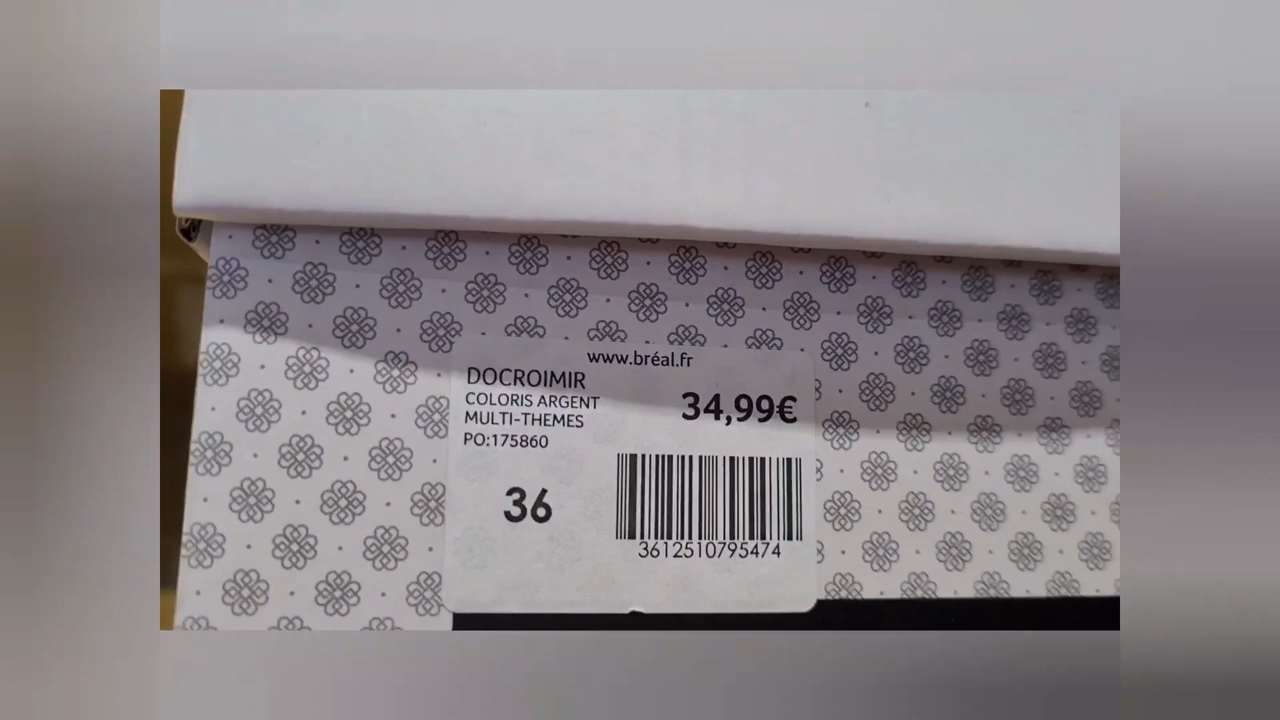 www.bréal.fr
DOCROIMIR
COLORIS ARGENT
MULTI-THEMES
PO:175860
34,99€
36
3612510795474